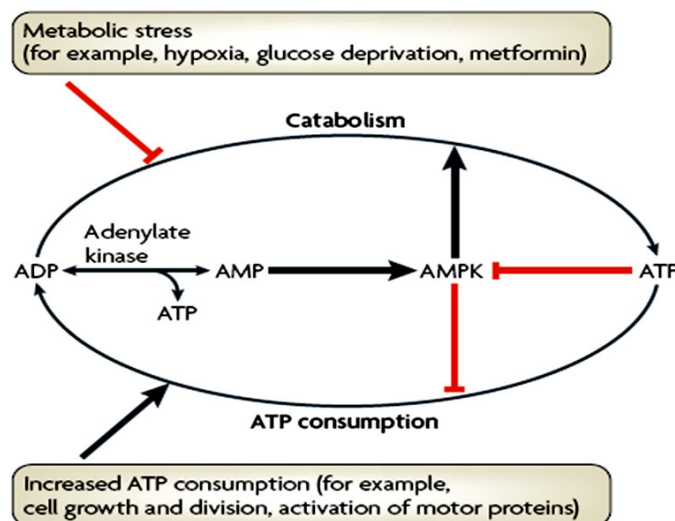 Metabolic stress
(for example, hypoxia, glucose deprivation, metformin)
Catabolism
Adenylate
kinase
ADP
AMP
AMPK
ATP
ATP
ATP consumption
Increased ATP consumption (for example,
cell growth and division, activation of motor proteins)